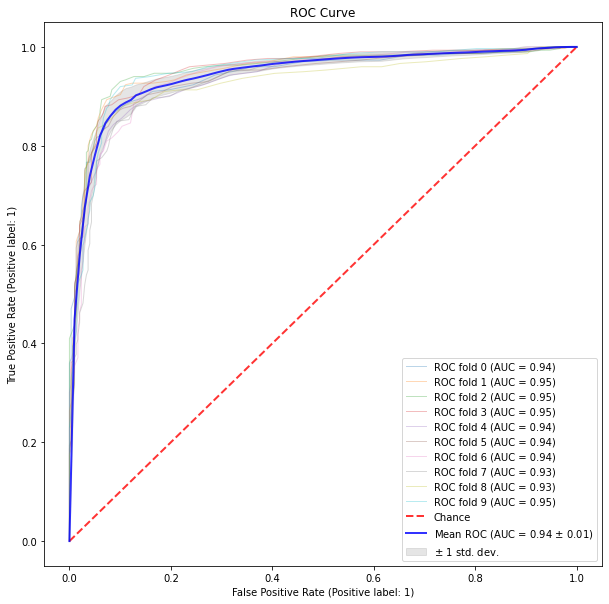 ROC Curve
True Positive Rate (Positive label: 1)
1.0
0.8
0.6
0.4
0.2
0.0
ROC fold 0 (AUC = 0.94)
ROC fold 1 (AUC = 0.95)
ROC fold 2 (AUC = 0.95)
ROC fold 3 (AUC = 0.95)
ROC fold 4 (AUC = 0.94)
ROC fold 5 (AUC = 0.94)
ROC fold 6 (AUC = 0.94)
ROC fold 7 (AUC = 0.93)
ROC fold 8 (AUC = 0.93)
ROC fold 9 (AUC = 0.95)
Chance
Mean ROC (AUC = 0.94 ± 0.01)
± 1 std. dev.
0.0 0.2 0.4 0.6 0.8 1.0
False Positive Rate (Positive label: 1)